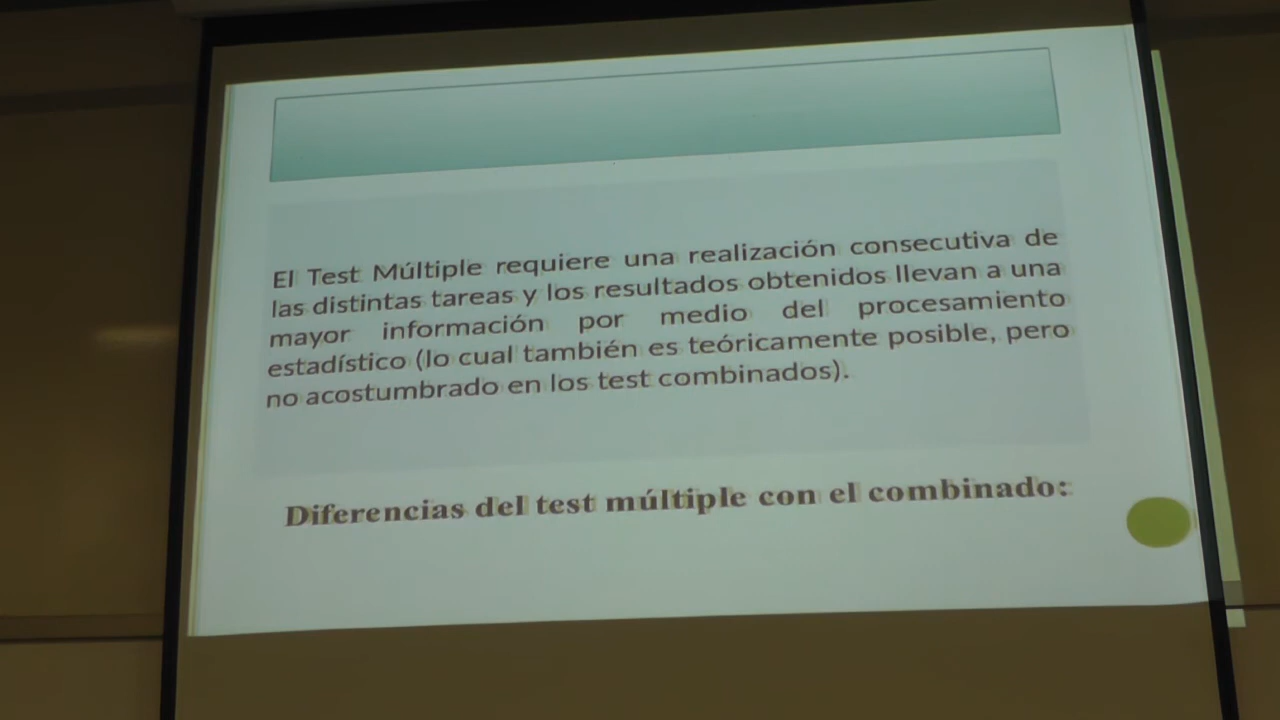 El Test Múltiple requiere una realización consecutiva de
las distintas tareas y los resultados obtenidos llevan a una
mayor información por medio del procesamiento
estadístico (lo cual también es teóricamente posible, pero
no acostumbrado en los test combinados).
Diferencias del test múltiple con el combinado: